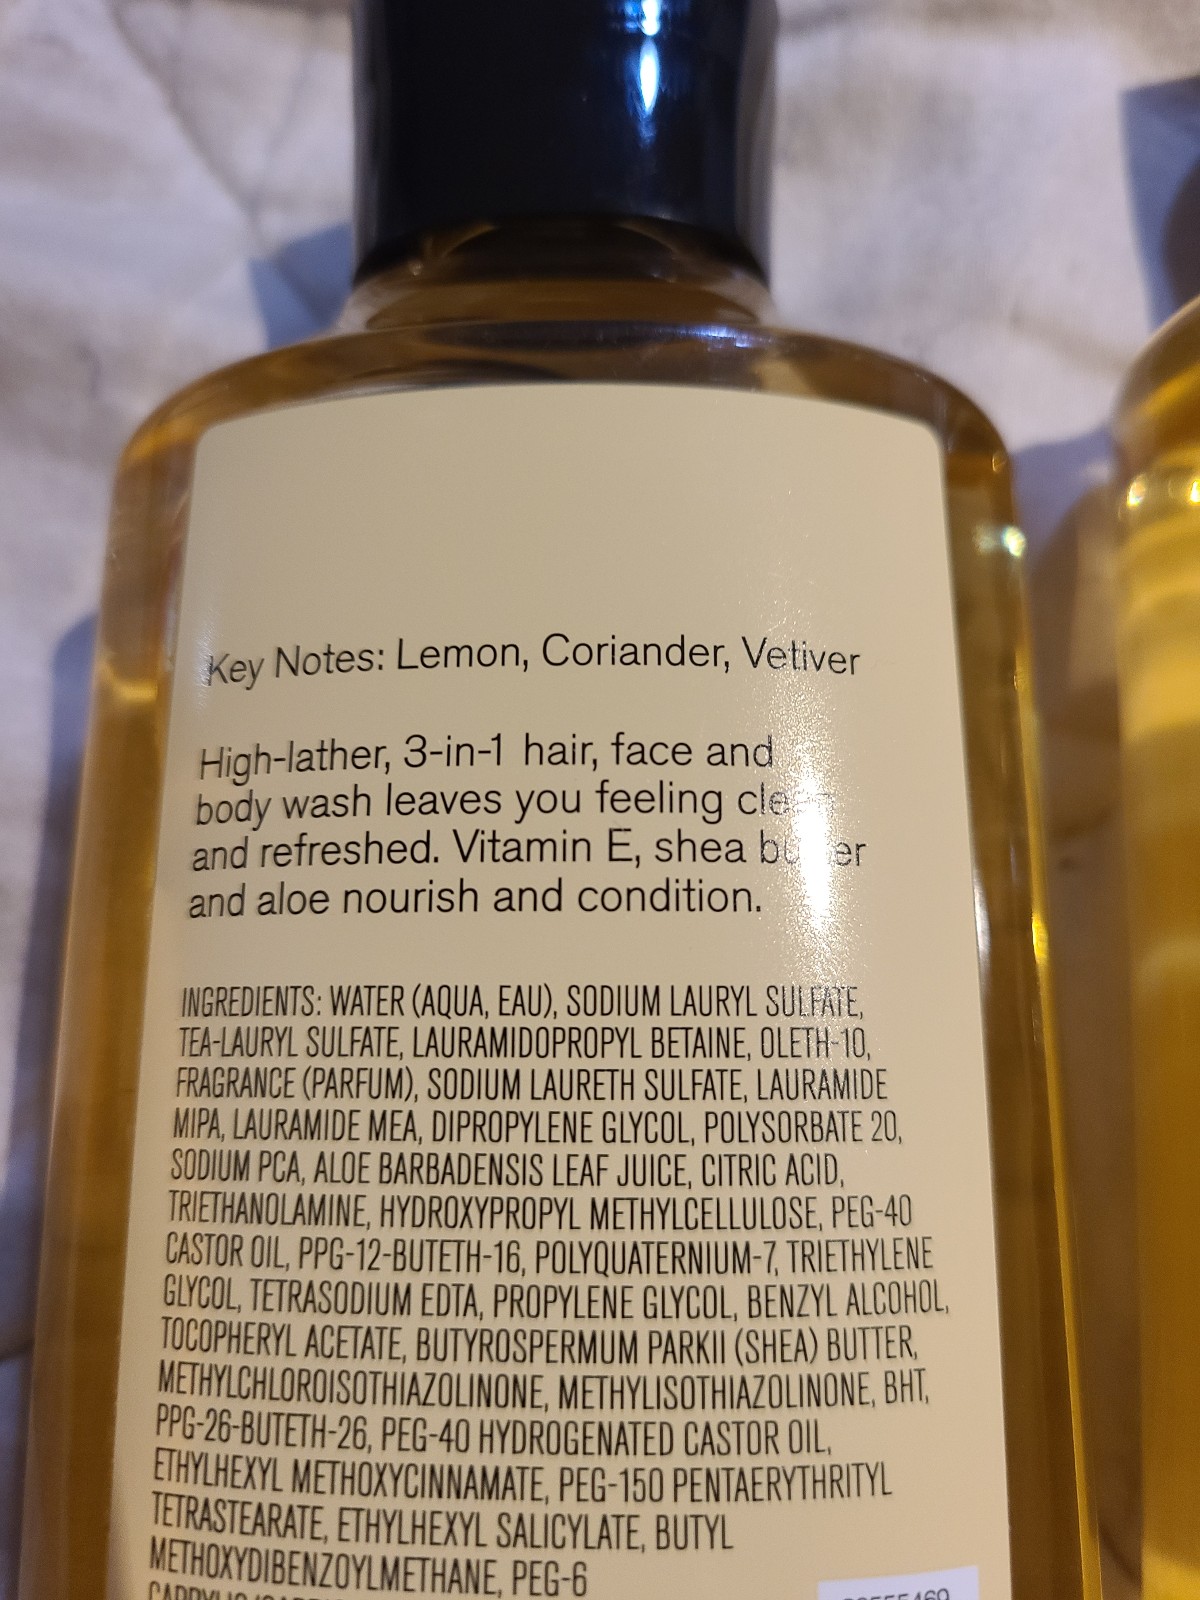 Key Notes: Lemon, Coriander, Vetiver
High-lather, 3-in-1 hair, face and
body wash leaves you feeling clean
and refreshed. Vitamin E, shea butter
and aloe nourish and condition.
INGREDIENTS: WATER (AQUA, EAU), SODIUM LAURYL SULFATE,
TEA-LAURYL SULFATE, LAURAMIDOPROPYL BETAINE, OLETH-10,
FRAGRANCE (PARFUM), SODIUM LAURETH SULFATE, LAURAMIDE
MIPA, LAURAMIDE MEA, DIPROPYLENE GLYCOL, POLYSORBATE 20,
SODIUM PCA, ALOE BARBADENSIS LEAF JUICE, CITRIC ACID,
TRIETHANOLAMINE, HYDROXYPROPYL METHYLCELLULOSE, PEG-40
CASTOR OIL, PPG-12-BUTETH-16, POLYQUATERNIUM-7, TRIETHYLENE
GLYCOL, TETRASODIUM EDTA, PROPYLENE GLYCOL, BENZYL ALCOHOL,
TOCOPHERYL ACETATE, BUTYROSPERMUM PARKII (SHEA) BUTTER,
METHYLCHLOROISOTHIAZOLINONE, METHYLISOTHIAZOLINONE, BHT,
PPG-26-BUTETH-26, PEG-40 HYDROGENATED CASTOR OIL,
ETHYLHEXYL METHOXYCINNAMATE, PEG-150 PENTAERYTHRITYL
TETRASTEARATE, ETHYLHEXYL SALICYLATE, BUTYL
METHOXYDIBENZOYLMETHANE, PEG-6